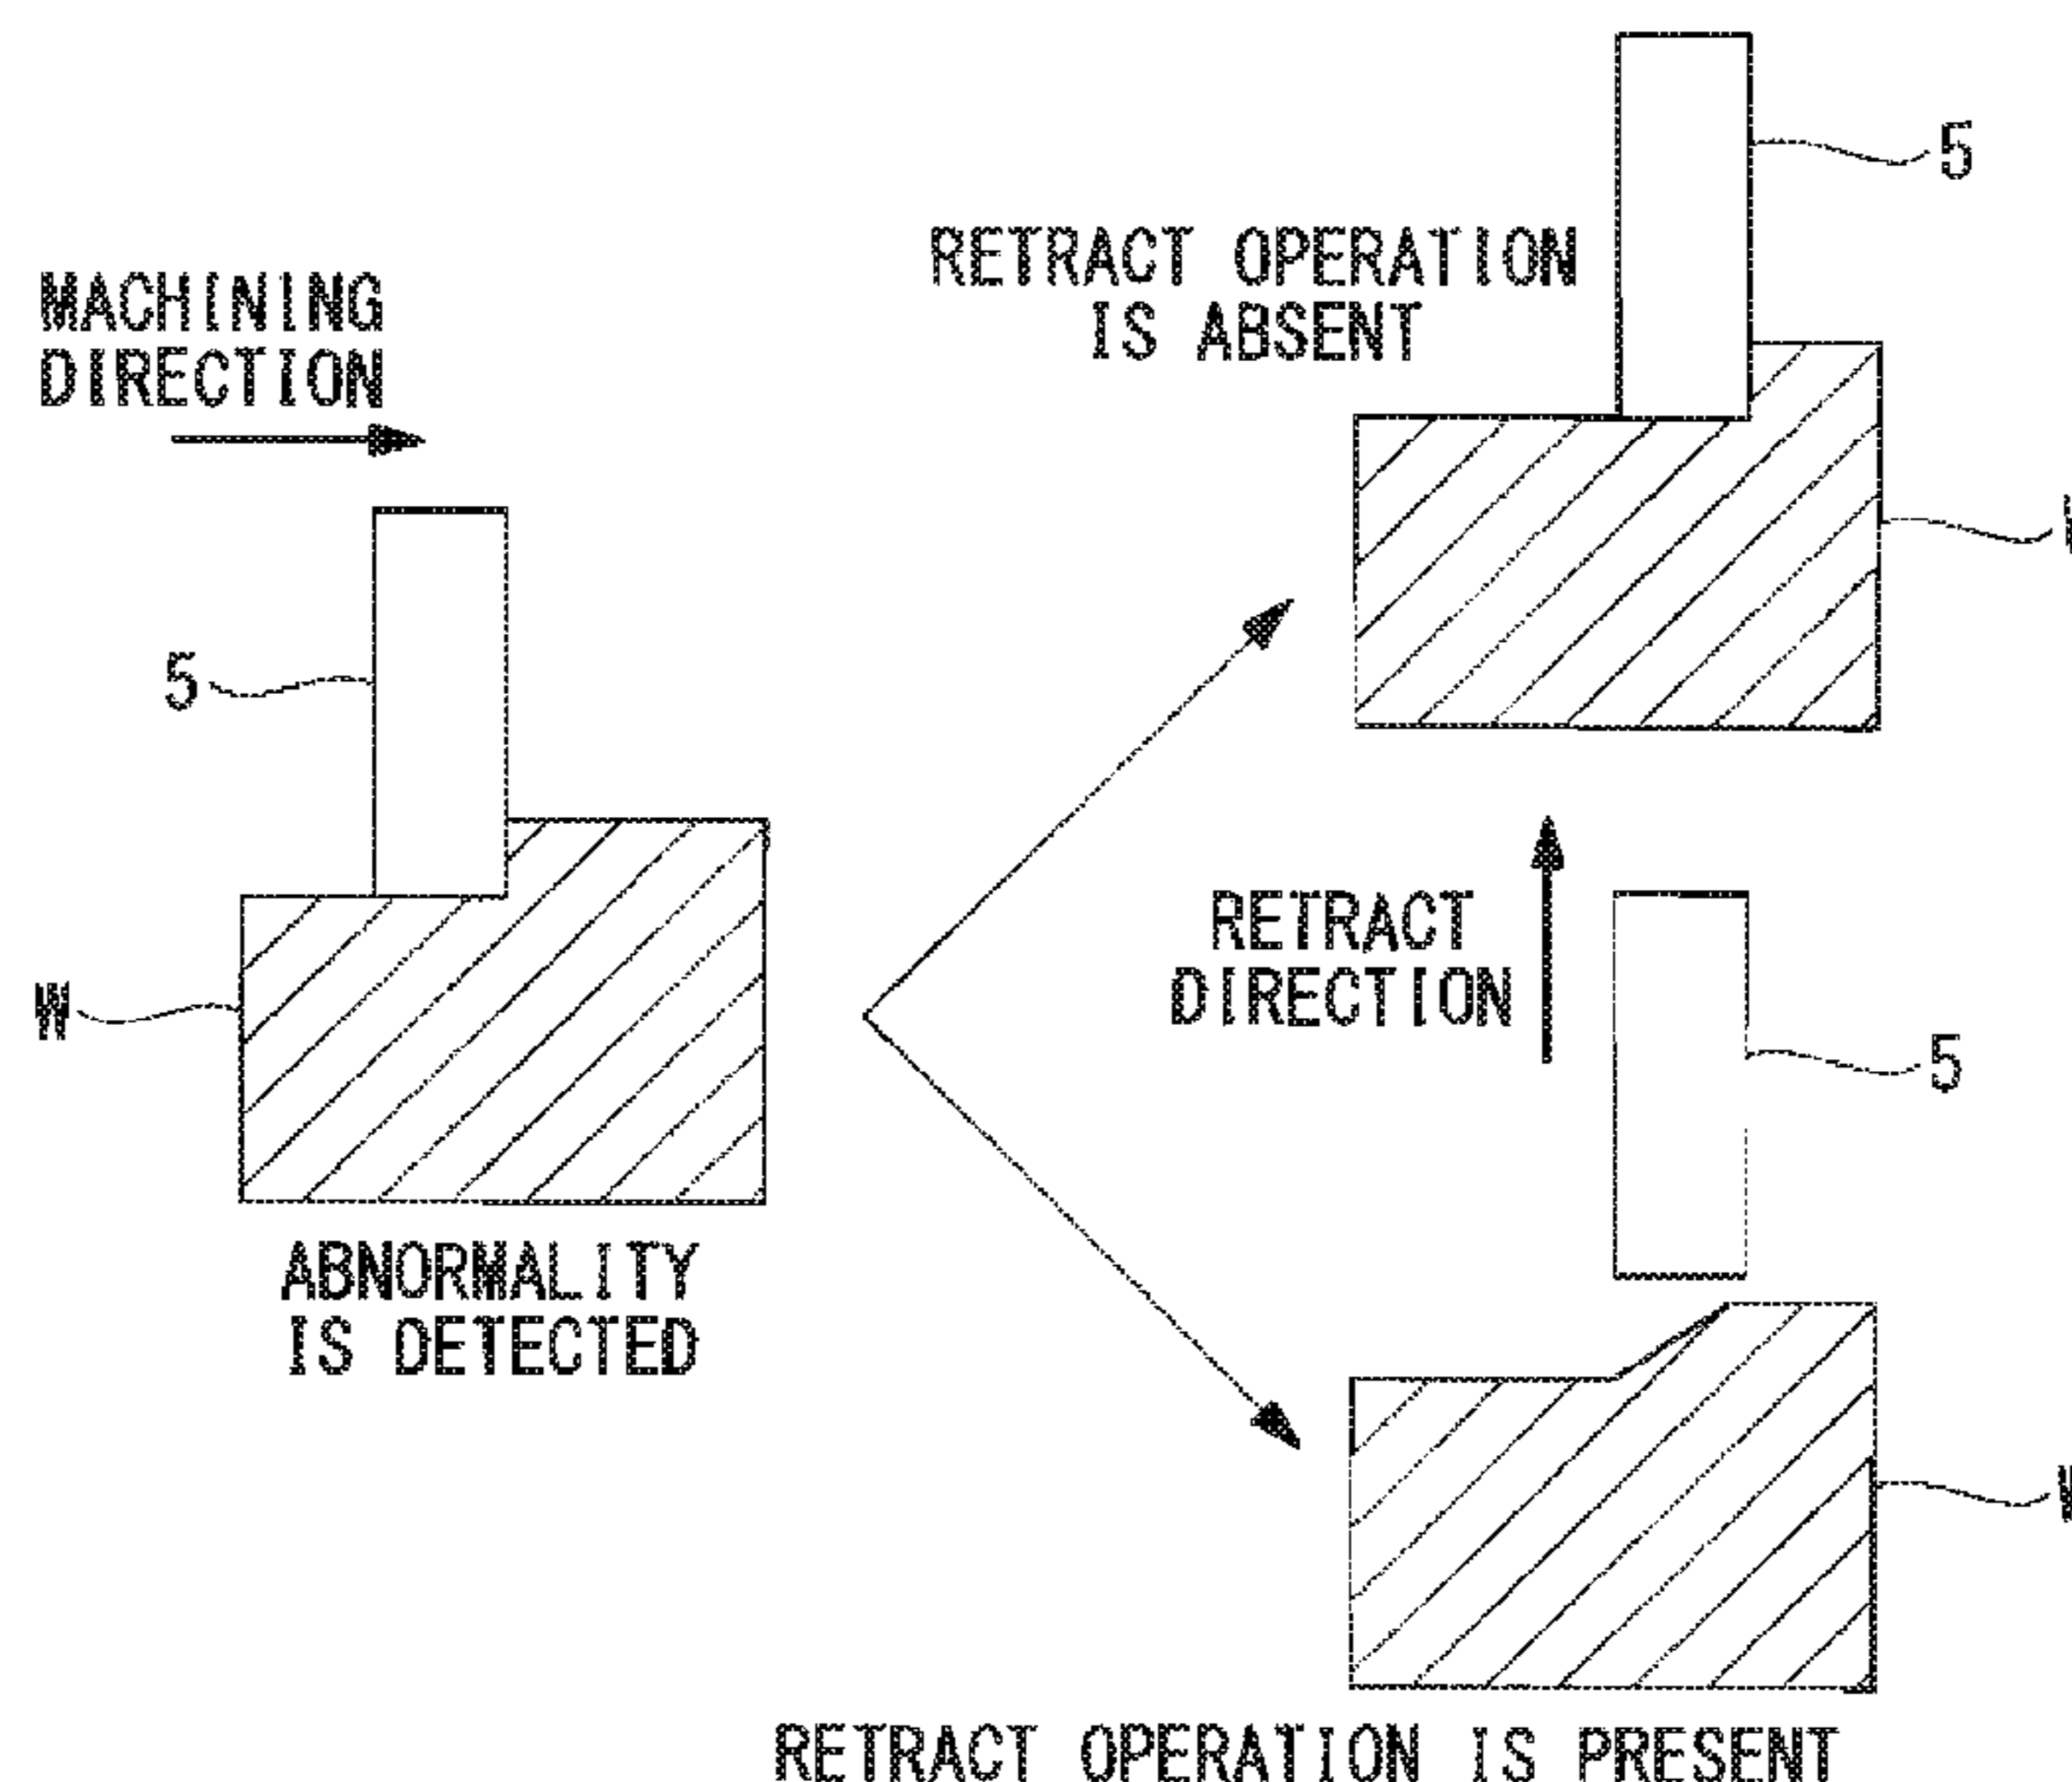 MACHINING
DIRECTION
5
W
ABNORMALITY
IS DETECTED
RETRACT OPERATION
IS ABSENT
5
RETRACT
DIRECTION
5
RETRACT OPERATION IS PRESENT